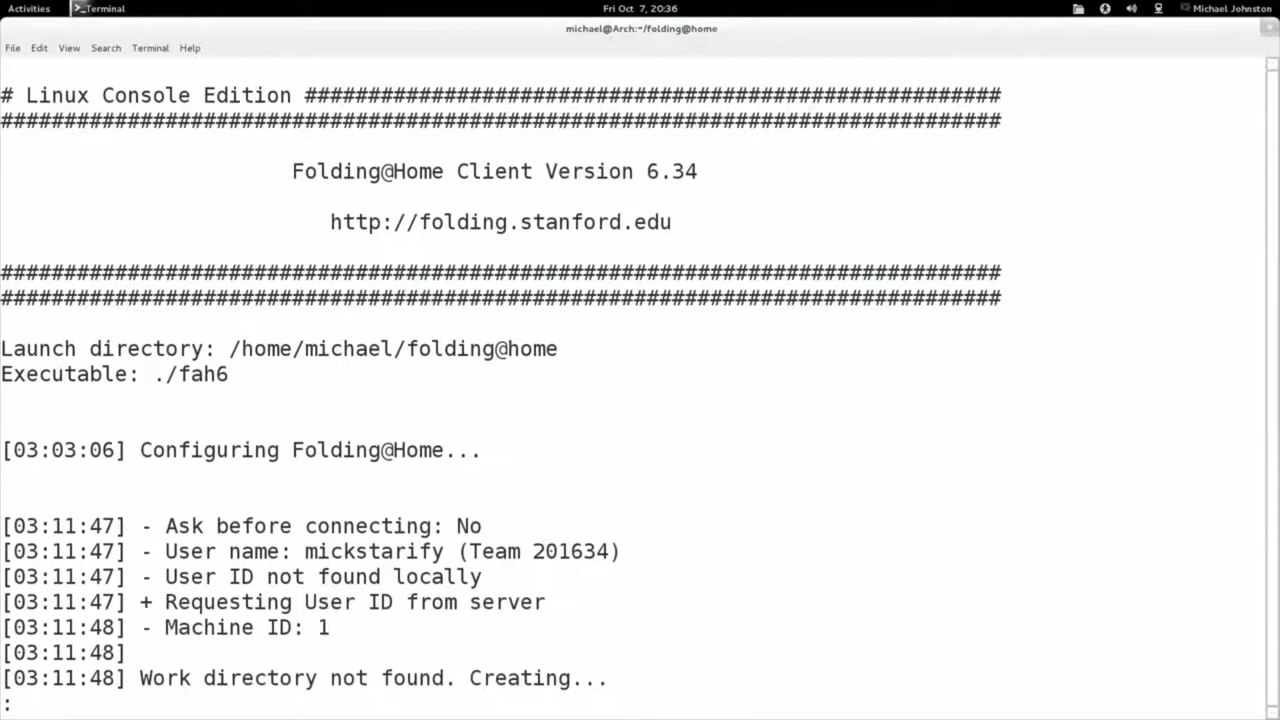 Activities >_Terminal Fri Oct 7, 20:36 Michael Johnston
michael@Arch:~/folding@home
File Edit View Search Terminal Help
# Linux Console Edition #######################################################
###############################################################################
Folding@Home Client Version 6.34
http://folding.stanford.edu
###############################################################################
###############################################################################
Launch directory: /home/michael/folding@home
Executable: ./fah6
[03:03:06] Configuring Folding@Home...
[03:11:47] - Ask before connecting: No
[03:11:47] - User name: mickstarify (Team 201634)
[03:11:47] - User ID not found locally
[03:11:47] + Requesting User ID from server
[03:11:48] - Machine ID: 1
[03:11:48]
[03:11:48] Work directory not found. Creating...
: